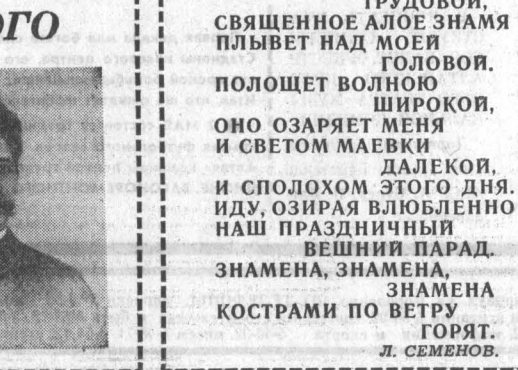 ОГО
ТРУДОВОЙ,
СВЯЩЕННОЕ АЛОЕ ЗНАМЯ
ПЛЫВЕТ НАД МОЕЙ
ГОЛОВОЙ.
ПОЛОЩЕТ ВОЛНОЮ
ШИРОКОЙ,
ОНО ОЗАРЯЕТ МЕНЯ
И СВЕТОМ МАЕВКИ
ДАЛЕКОЙ,
И СПОЛОХОМ ЭТОГО ДНЯ.
ИДУ, ОЗИРАЯ ВЛЮБЛЕННО
НАШ ПРАЗДНИЧНЫЙ
ВЕШНИЙ ПАРАД.
ЗНАМЕНА, ЗНАМЕНА,
ЗНАМЕНА
КОСТРАМИ ПО ВЕТРУ
ГОРЯТ.
Л. СЕМЕНОВ.